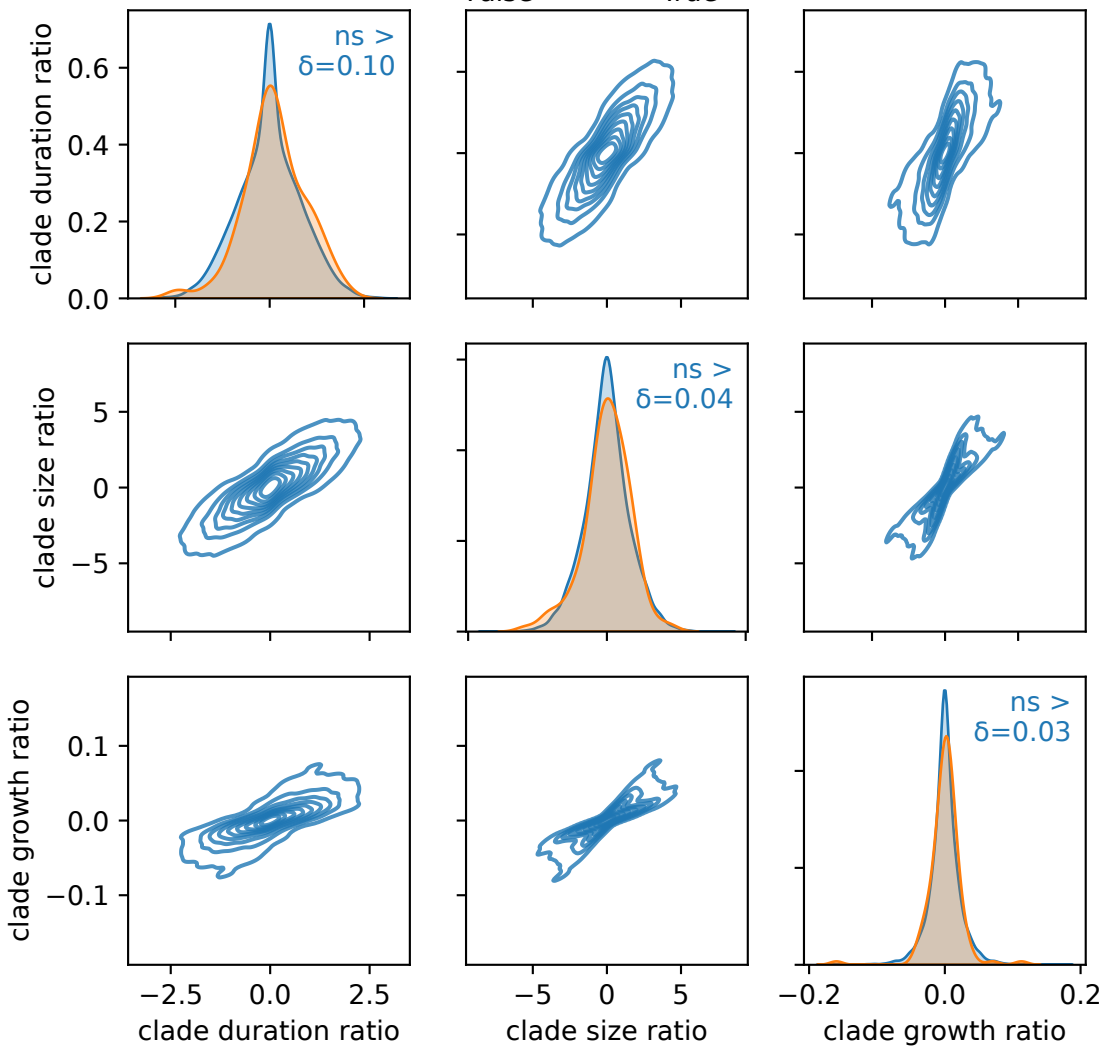 clade duration ratio
0.6
0.4
0.2
0.0
ns >
δ=0.10
clade size ratio
5
0
−5
ns >
δ=0.04
clade growth ratio
0.1
0.0
−0.1
ns >
δ=0.03
−2.5 0.0 2.5
−5 0 5
−0.2 0.0 0.2
clade duration ratio
clade size ratio
clade growth ratio